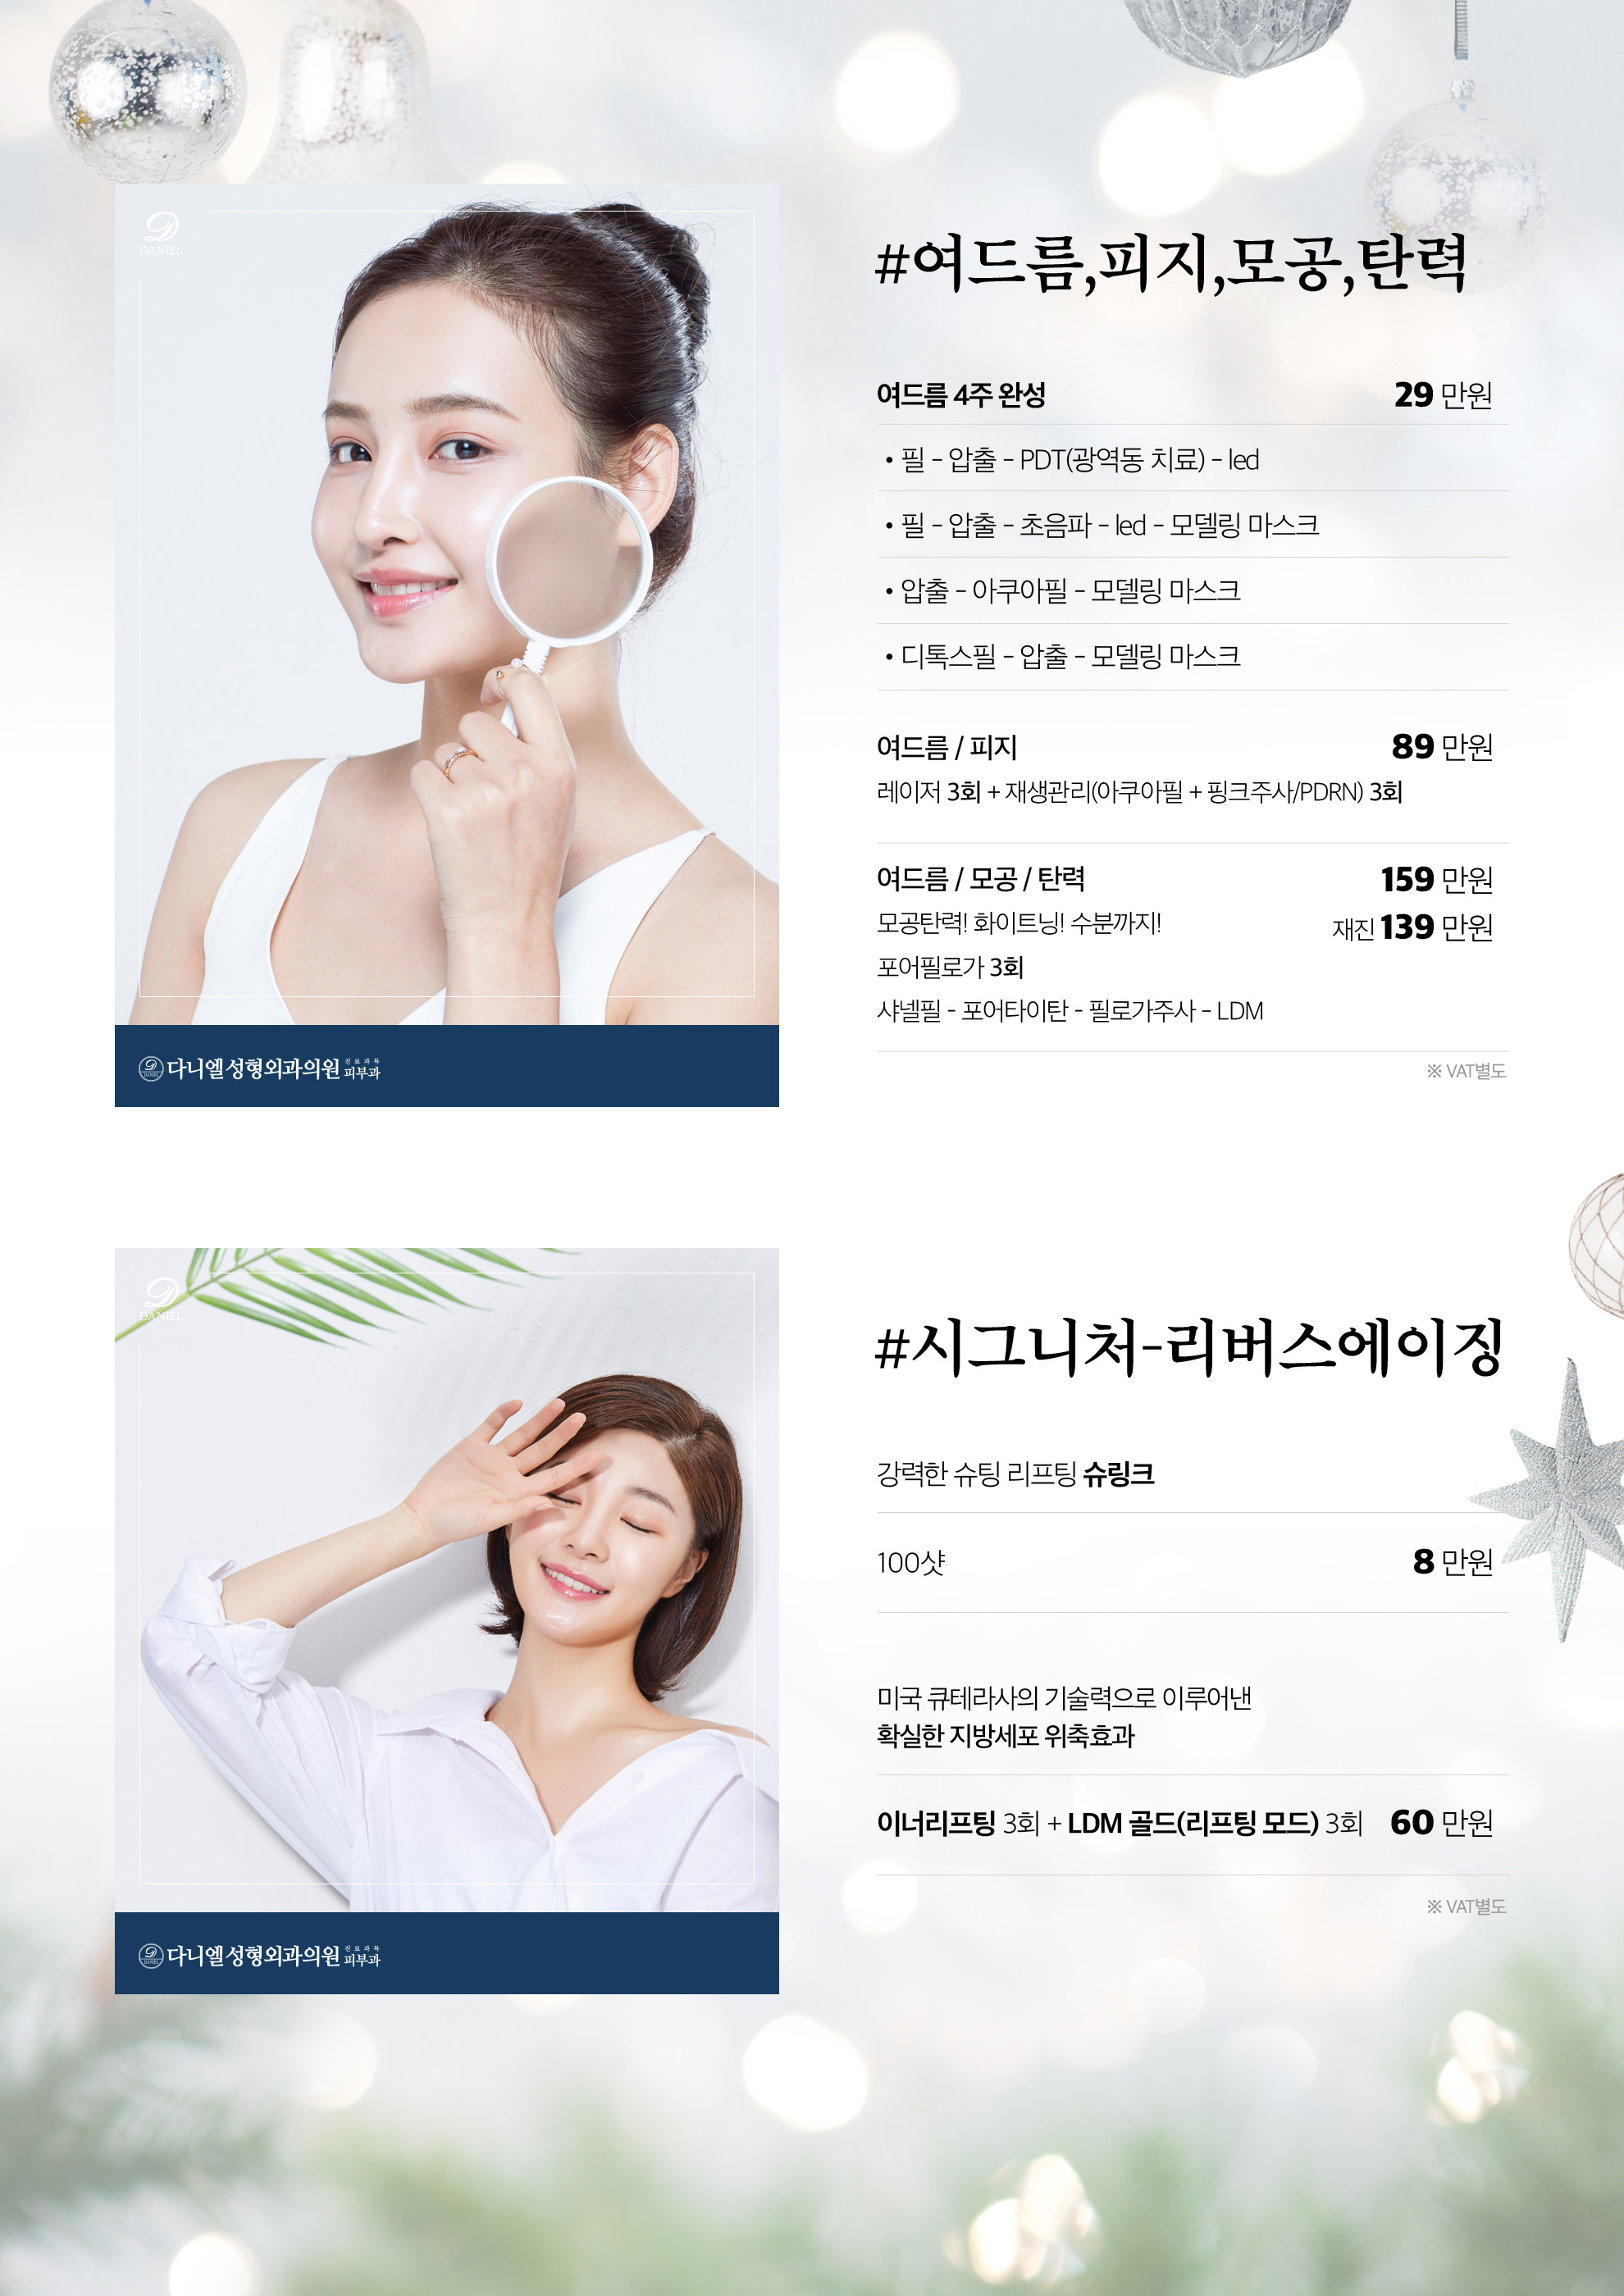 DANIEL
#여드름,피지,모공,탄력
여드름 4주 완성 29 만원
• 필 - 압출 - PDT(광역동 치료) - led
• 필 - 압출 - 초음파 - led - 모델링 마스크
• 압출 - 아쿠아필 - 모델링 마스크
• 디톡스필 - 압출 - 모델링 마스크
여드름 / 피지 89 만원
레이저 3회 + 재생관리(아쿠아필 + 핑크주사/PDRN) 3회
여드름 / 모공 / 탄력 159 만원
모공탄력! 화이트닝! 수분까지! 재진 139 만원
포어필로가 3회
샤넬필 - 포어타이탄 - 필로가주사 - LDM
※ VAT별도
다니엘성형외과의원 진료과목 피부과
DANIEL
#시그니처-리버스에이징
강력한 슈팅 리프팅 슈링크
100샷 8 만원
미국 큐테라사의 기술력으로 이루어낸
확실한 지방세포 위축효과
이너리프팅 3회 + LDM 골드(리프팅 모드) 3회 60 만원
※ VAT별도
다니엘성형외과의원 진료과목 피부과